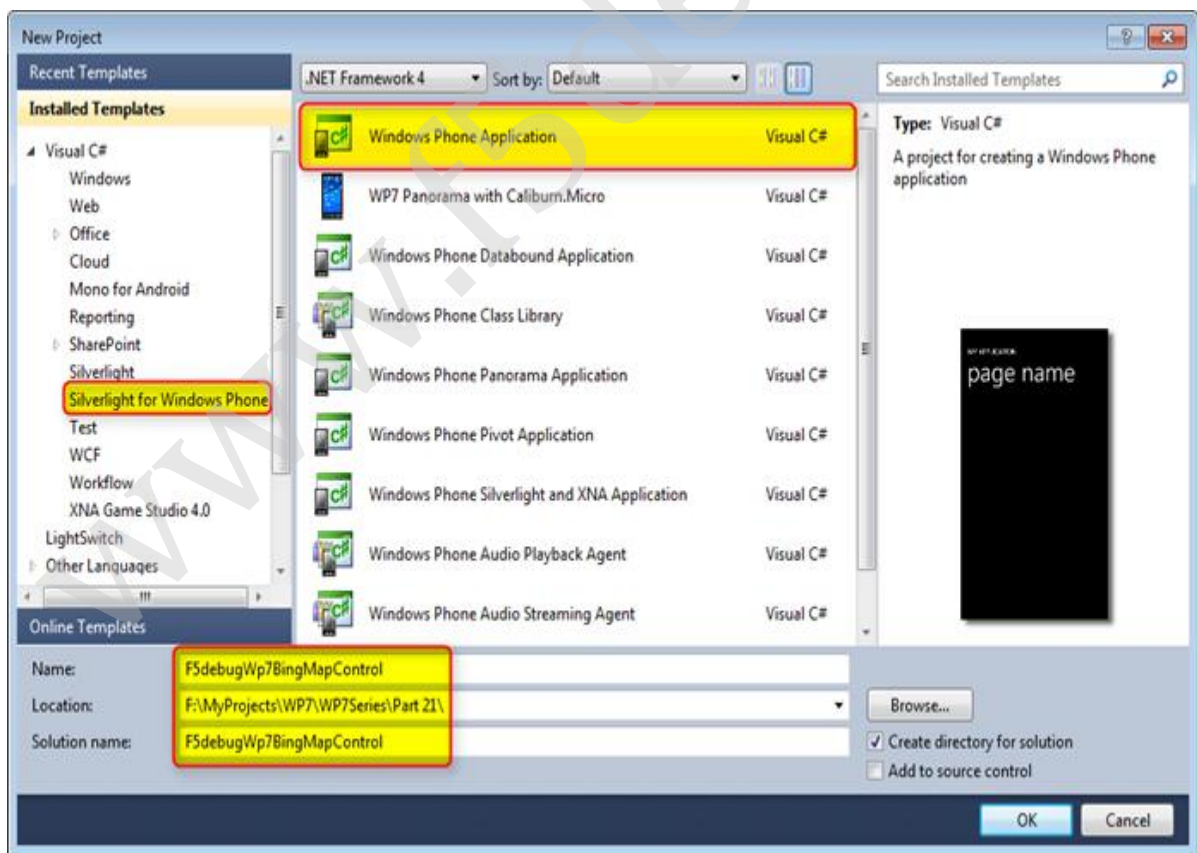 New Project
Recent Templates
Installed Templates
Visual C#
Windows
Web
Office
Cloud
Mono for Android
Reporting
SharePoint
Silverlight
Silverlight for Windows Phone
Test
WCF
Workflow
XNA Game Studio 4.0
LightSwitch
Other Languages
Online Templates
.NET Framework 4
Sort by: Default
Windows Phone Application Visual C#
WP7 Panorama with Caliburn.Micro Visual C#
Windows Phone Databound Application Visual C#
Windows Phone Class Library Visual C#
Windows Phone Panorama Application Visual C#
Windows Phone Pivot Application Visual C#
Windows Phone Silverlight and XNA Application Visual C#
Windows Phone Audio Playback Agent Visual C#
Windows Phone Audio Streaming Agent Visual C#
Search Installed Templates
Type: Visual C#
A project for creating a Windows Phone
application
MY APPLICATION
page name
Name: F5debugWp7BingMapControl
Location: F:\MyProjects\WP7\WP7Series\Part 21\
Solution name: F5debugWp7BingMapControl
Browse...
Create directory for solution
Add to source control
OK Cancel
www.f5de